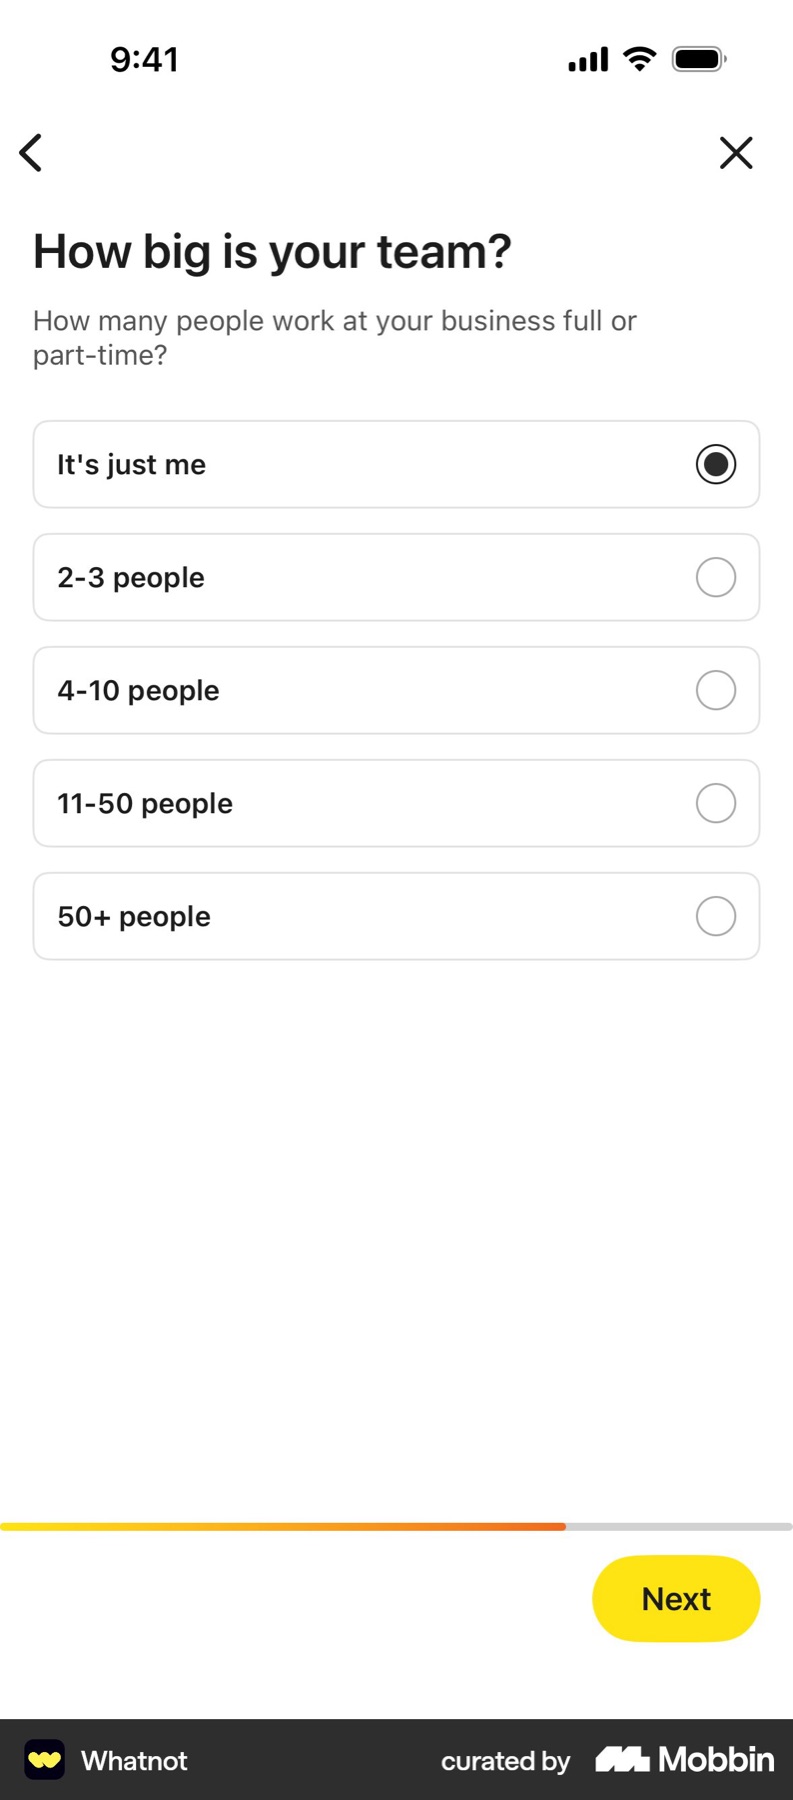 9:41
How big is your team?
How many people work at your business full or
part-time?
It's just me
2-3 people
4-10 people
11-50 people
50+ people
Next
Whatnot
curated by Mobbin